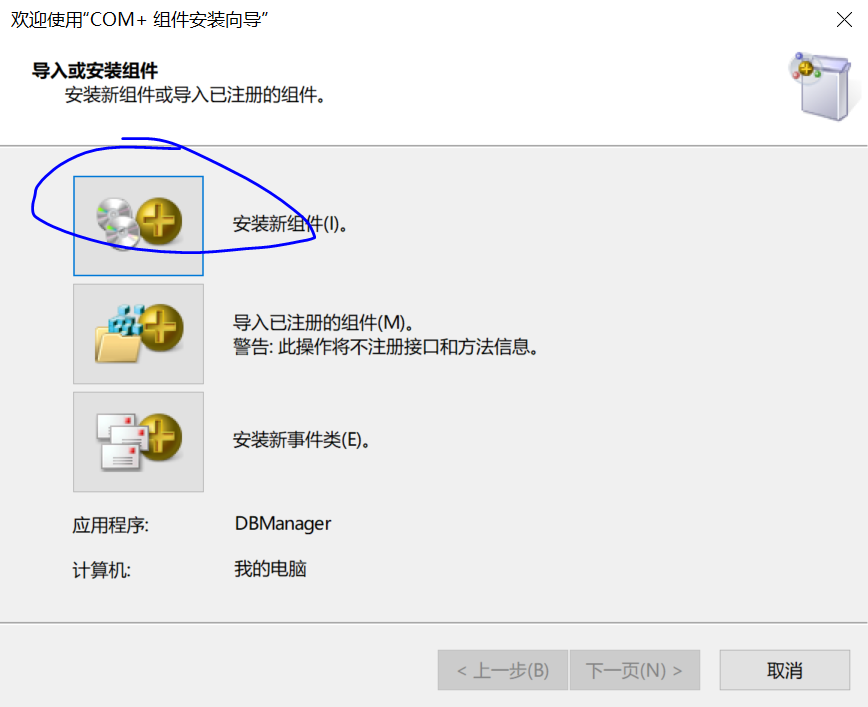 欢迎使用“COM+ 组件安装向导”
导入或安装组件
安装新组件或导入已注册的组件。
安装新组件(I)。
导入已注册的组件(M)。
警告: 此操作将不注册接口和方法信息。
安装新事件类(E)。
应用程序: DBManager
计算机: 我的电脑
< 上一步(B) 下一页(N) > 取消